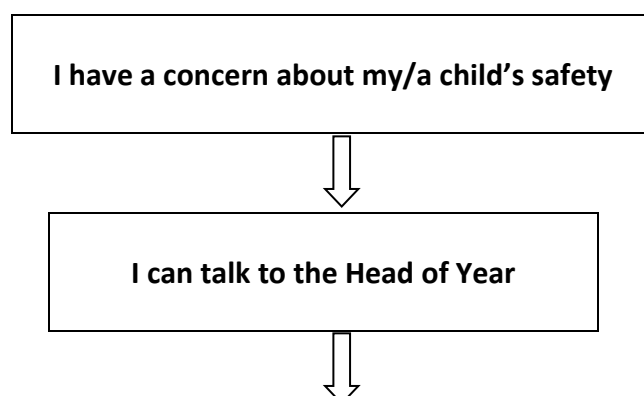 I have a concern about my/a child’s safety
I can talk to the Head of Year